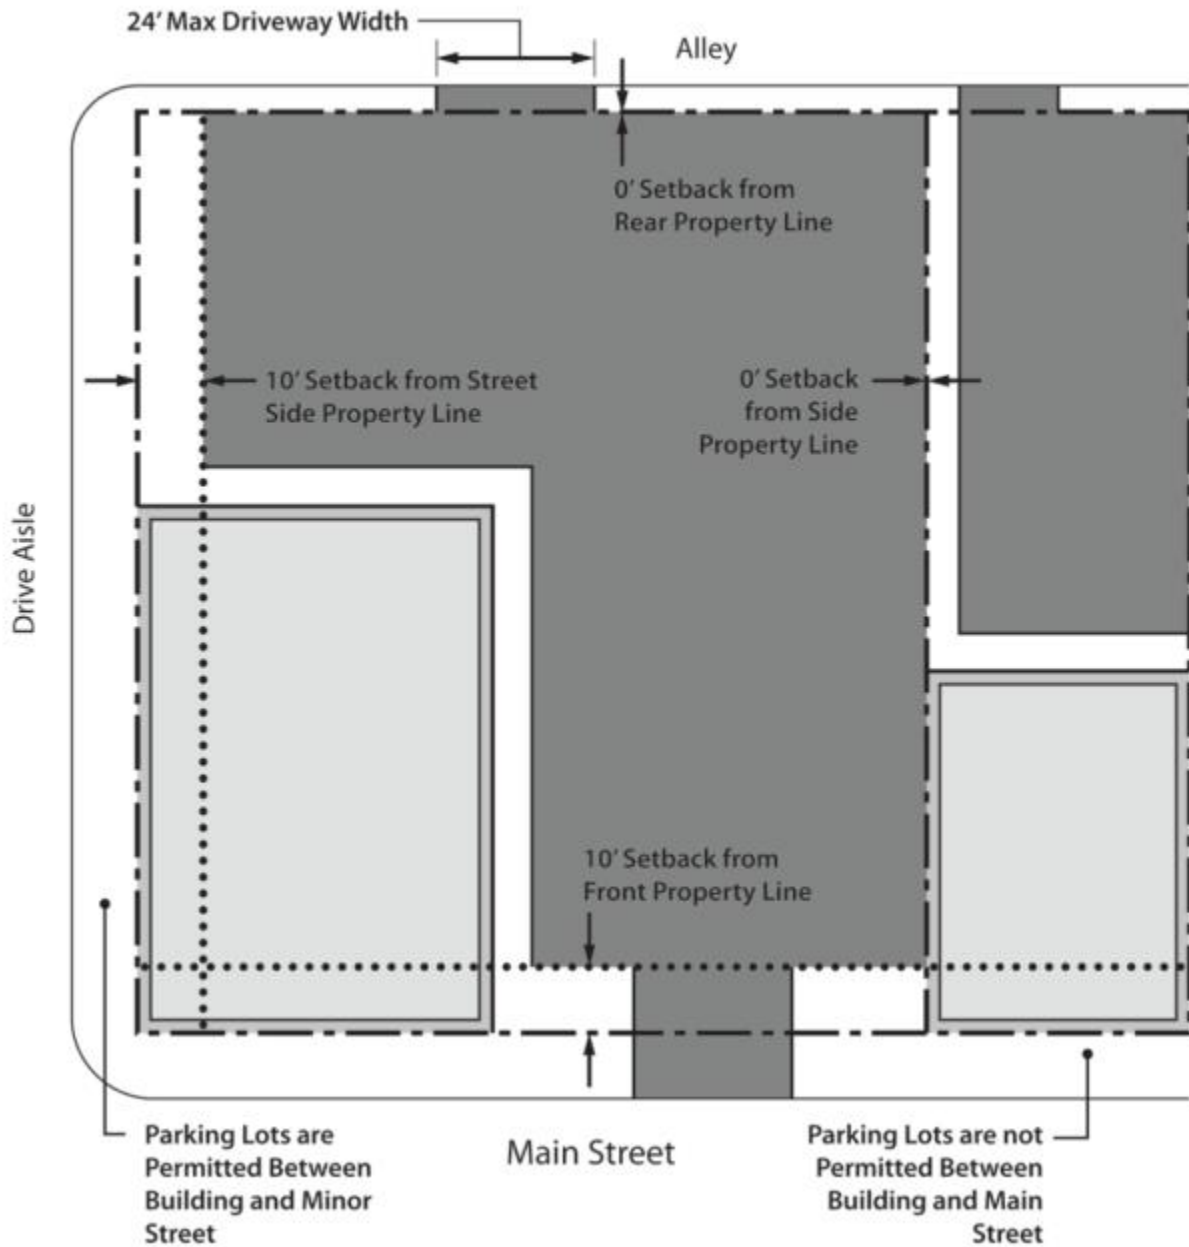 24' Max Driveway Width
Alley
0' Setback from
Rear Property Line
10' Setback from Street
Side Property Line
0' Setback
from Side
Property Line
Drive Aisle
10' Setback from
Front Property Line
Parking Lots are
Permitted Between
Building and Minor
Street
Main Street
Parking Lots are not
Permitted Between
Building and Main
Street